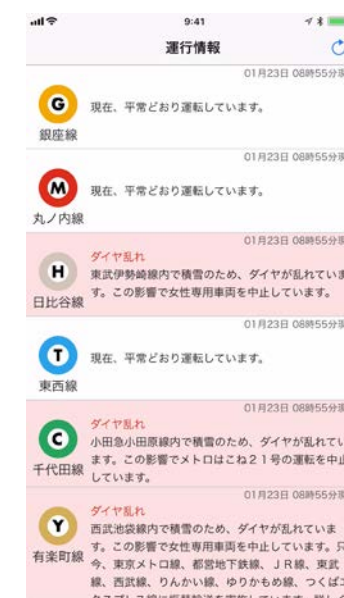 9:41
運行情報
01月23日 08時55分現
G
現在、平常どおり運転しています。
銀座線
01月23日 08時55分現
M
現在、平常どおり運転しています。
丸ノ内線
01月23日 08時55分現
ダイヤ乱れ
H
東武伊勢崎線内で積雪のため、ダイヤが乱れていま
す。この影響で女性専用車両を中止しています。
日比谷線
01月23日 08時55分現
T
現在、平常どおり運転しています。
東西線
01月23日 08時55分現
ダイヤ乱れ
C
小田急小田原線内で積雪のため、ダイヤが乱れてい
ます。この影響でメトロはこね21号の運転を中止
しています。
千代田線
01月23日 08時55分現
ダイヤ乱れ
Y
西武池袋線内で積雪のため、ダイヤが乱れていま
す。この影響で女性専用車両を中止しています。只
今、東京メトロ線、都営地下鉄線、JR線、東武
線、西武線、りんかい線、ゆりかもめ線、つくばエ
有楽町線